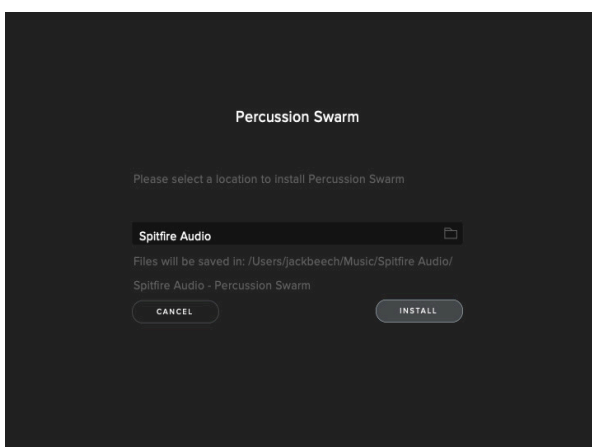 Percussion Swarm
Please select a location to install Percussion Swarm
Spitfire Audio
Files will be saved in: /Users/jackbeech/Music/Spitfire Audio/
Spitfire Audio - Percussion Swarm
CANCEL
INSTALL